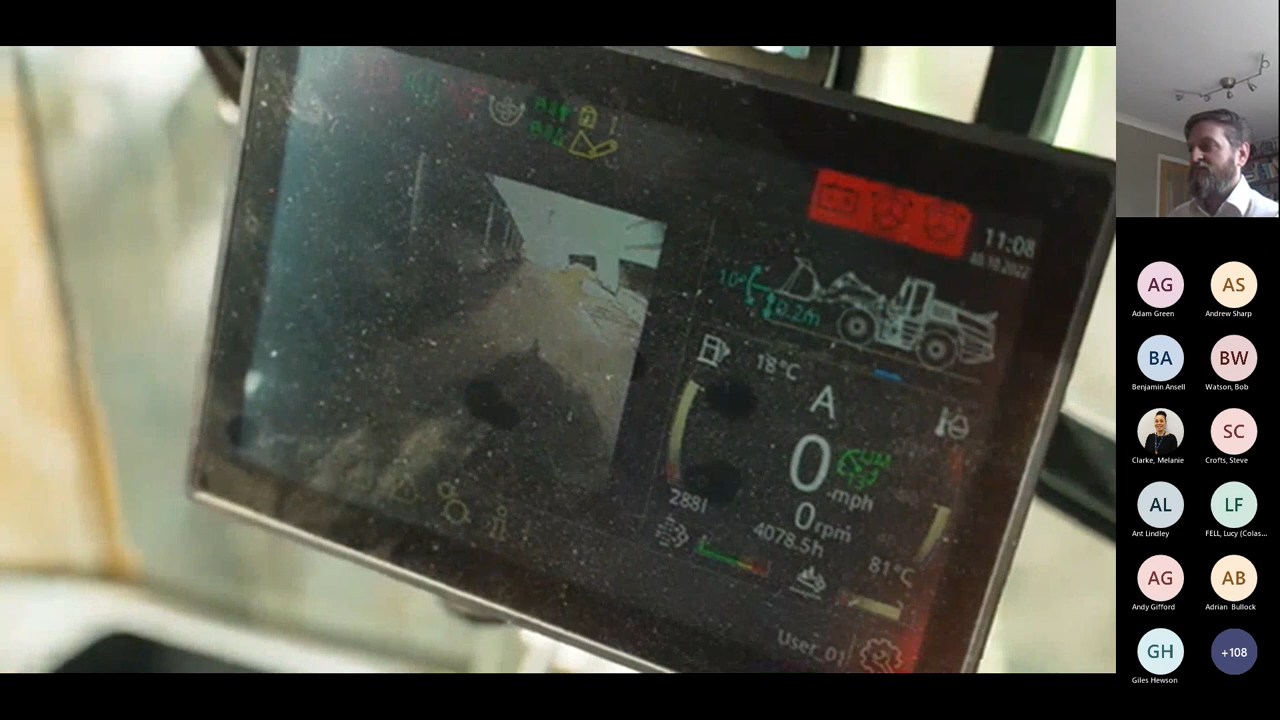 11:08
10°
0.2m
18°C
A
0
-mph
0rpm
288l
4078.5h
81°C
User_01
AG
Adam Green
AS
Andrew Sharp
BA
Benjamin Ansell
BW
Watson, Bob
Clarke, Melanie
SC
Crofts, Steve
AL
Ant Lindley
LF
FELL, Lucy (Colas...
AG
Andy Gifford
AB
Adrian Bullock
GH
Giles Hewson
+108